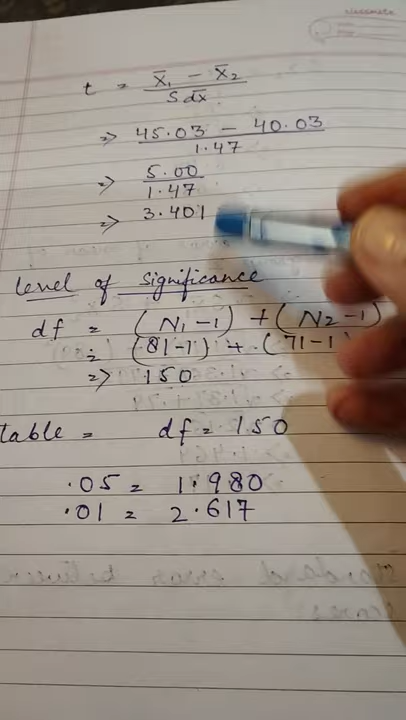 classmate
t = X̄₁ - X̄₂
S dx̄
=> 45.03 - 40.03
1.47
=> 5.00
1.47
=> 3.401
Level of significance
df = (N₁-1) + (N₂-1)
= (81-1) + (71-1
=> 150
table = df = 150
.05 = 1.980
.01 = 2.617